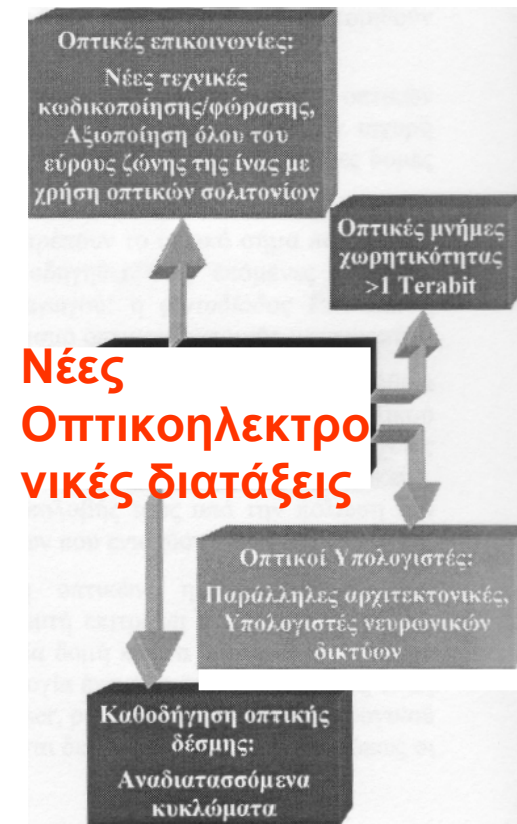 Οπτικές επικοινωνίες:
Νέες τεχνικές
κωδικοποίησης/φώρασης,
Αξιοποίηση όλου του
εύρους ζώνης της ίνας με
χρήση οπτικών σολιτονίων
Οπτικές μνήμες
χωρητικότητας
>1 Terabit
Νέες
Οπτικοηλεκτρο
νικές διατάξεις
Οπτικοί Υπολογιστές:
Παράλληλες αρχιτεκτονικές,
Υπολογιστές νευρωνικών
δικτύων
Καθοδήγηση οπτικής
δέσμης:
Αναδιατασσόμενα
κυκλώματα